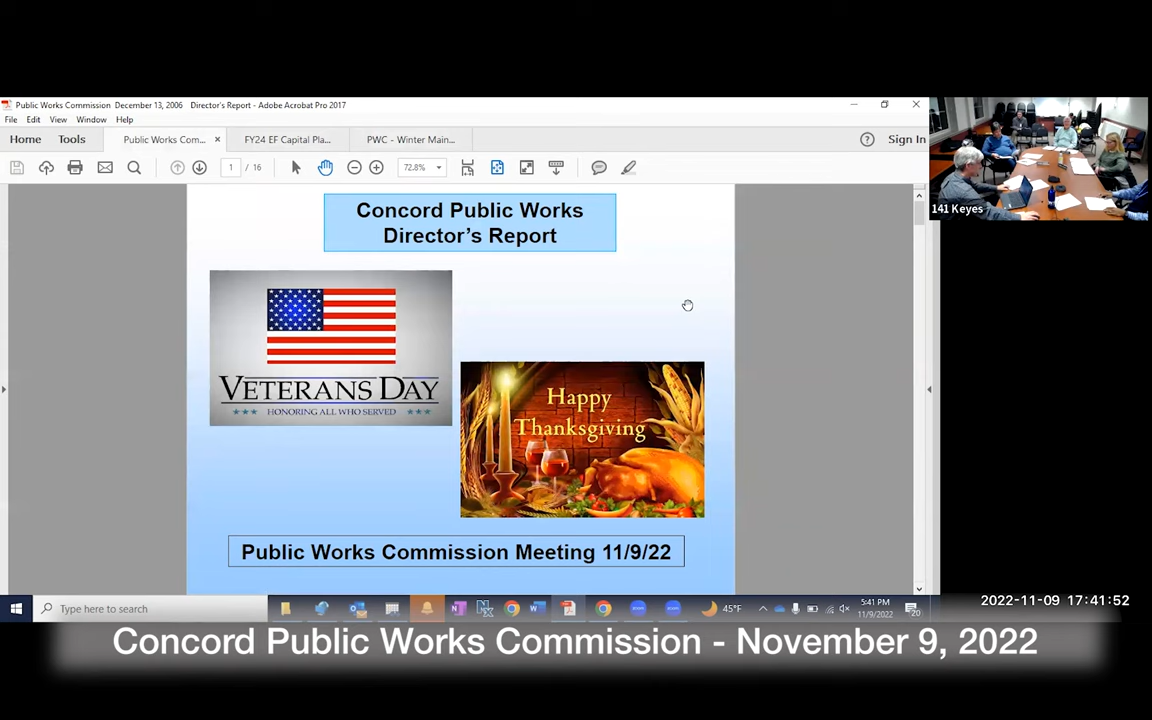 Public Works Commission December 13, 2006 Director's Report - Adobe Acrobat Pro 2017
File Edit View Window Help
Home Tools Public Works Com... × FY24 EF Capital Pla... PWC - Winter Main... Sign In
1 / 16 72.8%
141 Keyes
Concord Public Works
Director's Report
VETERANS DAY
HONORING ALL WHO SERVED
Happy
Thanksgiving
Public Works Commission Meeting 11/9/22
Type here to search
45°F
5:41 PM
11/9/2022
20
2022-11-09 17:41:52
Concord Public Works Commission - November 9, 2022